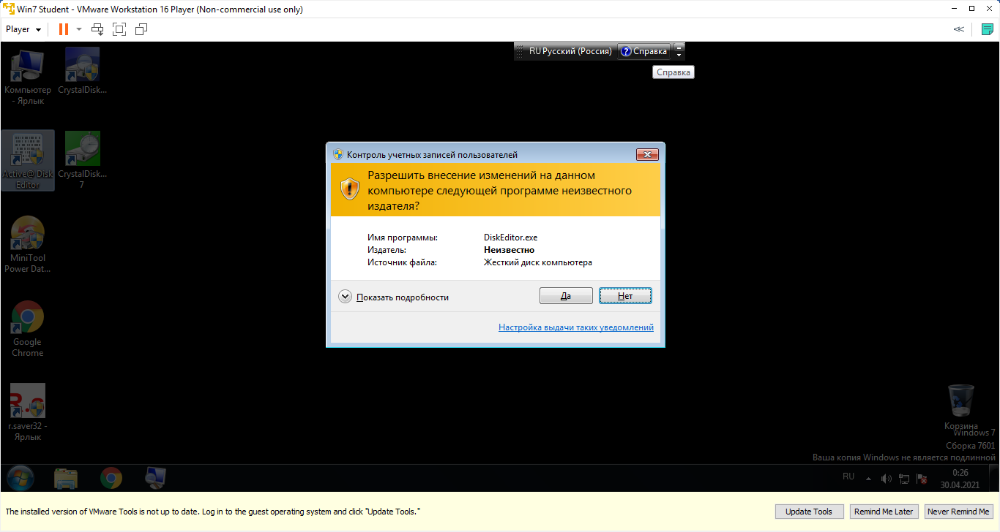 Win7 Student - VMware Workstation 16 Player (Non-commercial use only)
Player
RU Русский (Россия)
Справка
Справка
Компьютер
- Ярлык
CrystalDisk...
Active@ Disk
Editor
CrystalDisk...
7
MiniTool
Power Dat...
Google
Chrome
r.saver32 -
Ярлык
Контроль учетных записей пользователей
Разрешить внесение изменений на данном
компьютере следующей программе неизвестного
издателя?
Имя программы: DiskEditor.exe
Издатель: Неизвестно
Источник файла: Жесткий диск компьютера
Показать подробности
Да
Нет
Настройка выдачи таких уведомлений
Корзина
Windows 7
Сборка 7601
Ваша копия Windows не является подлинной
RU
0:26
30.04.2021
The installed version of VMware Tools is not up to date. Log in to the guest operating system and click "Update Tools."
Update Tools
Remind Me Later
Never Remind Me